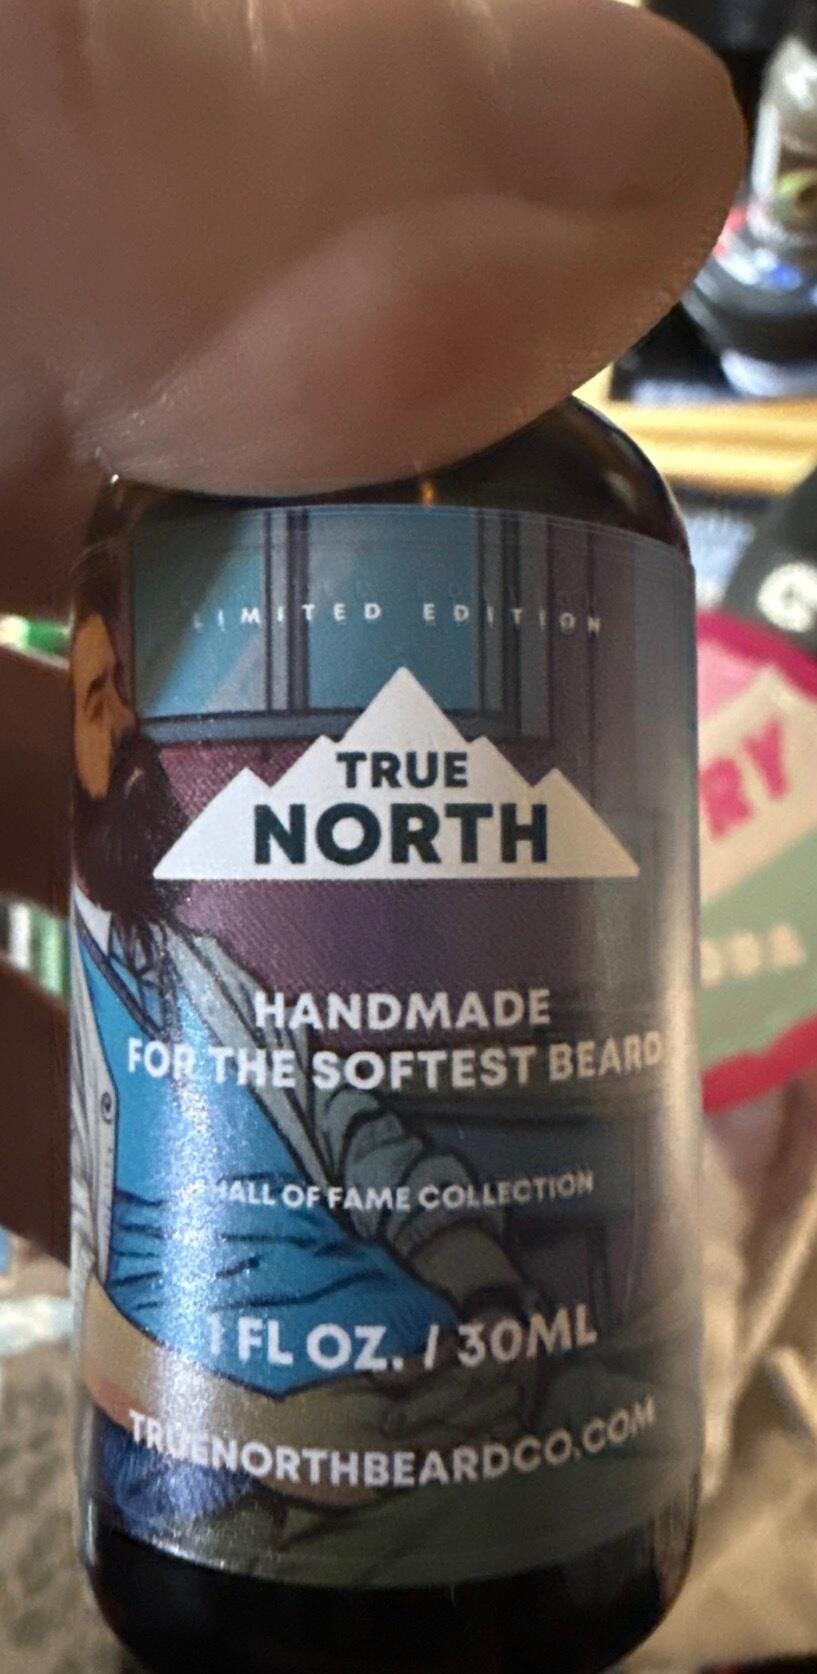 LIMITED EDITION
TRUE
NORTH
HANDMADE
FOR THE SOFTEST BEARD
HALL OF FAME COLLECTION
1 FL OZ. / 30ML
TRUENORTHBEARDCO.COM
RY